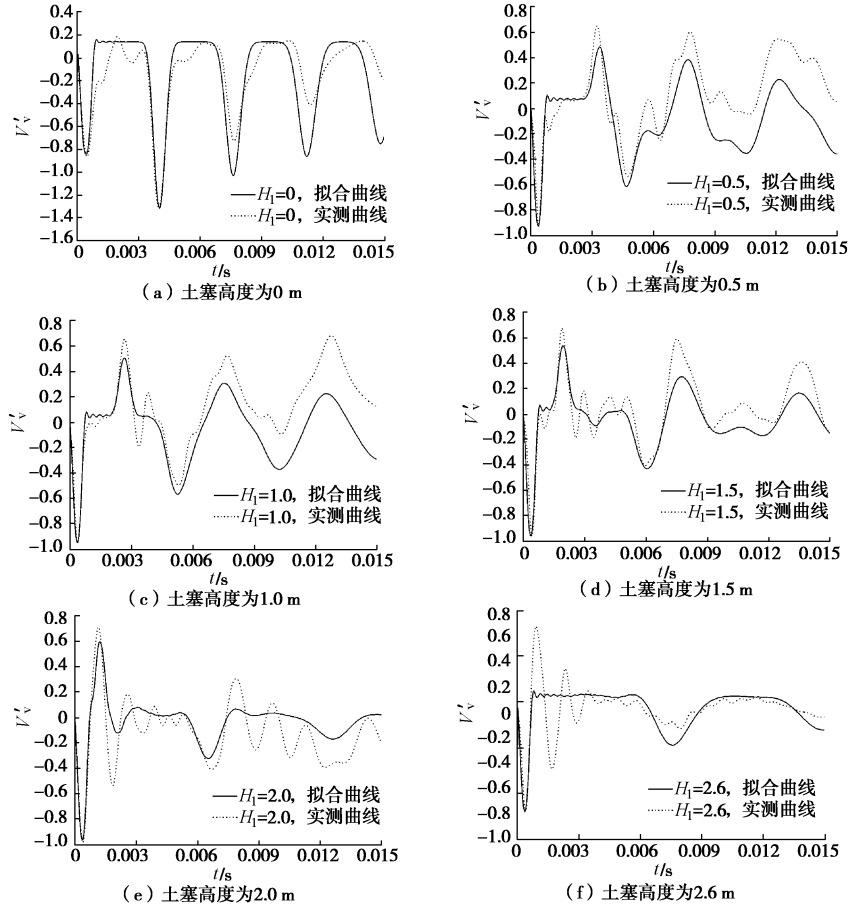 0.4
0.2
0
−0.2
−0.4
−0.6
−0.8
−1.0
−1.2
−1.4
−1.6
V′v
H1=0，拟合曲线
H1=0，实测曲线
0 0.003 0.006 0.009 0.012 0.015
t/s
（a）土塞高度为0 m
0.8
0.6
0.4
0.2
0
−0.2
−0.4
−0.6
−0.8
−1.0
V′v
H1=0.5，拟合曲线
H1=0.5，实测曲线
0 0.003 0.006 0.009 0.012 0.015
t/s
（b）土塞高度为0.5 m
0.8
0.6
0.4
0.2
0
−0.2
−0.4
−0.6
−0.8
−1.0
V′v
H1=1.0，拟合曲线
H1=1.0，实测曲线
0 0.003 0.006 0.009 0.012 0.015
t/s
（c）土塞高度为1.0 m
0.8
0.6
0.4
0.2
0
−0.2
−0.4
−0.6
−0.8
−1.0
V′v
H1=1.5，拟合曲线
H1=1.5，实测曲线
0 0.003 0.006 0.009 0.012 0.015
t/s
（d）土塞高度为1.5 m
0.8
0.6
0.4
0.2
0
−0.2
−0.4
−0.6
−0.8
−1.0
V′v
H1=2.0，拟合曲线
H1=2.0，实测曲线
0 0.003 0.006 0.009 0.012 0.015
t/s
（e）土塞高度为2.0 m
0.8
0.6
0.4
0.2
0
−0.2
−0.4
−0.6
−0.8
−1.0
V′v
H1=2.6，拟合曲线
H1=2.6，实测曲线
0 0.003 0.006 0.009 0.012 0.015
t/s
（f）土塞高度为2.6 m